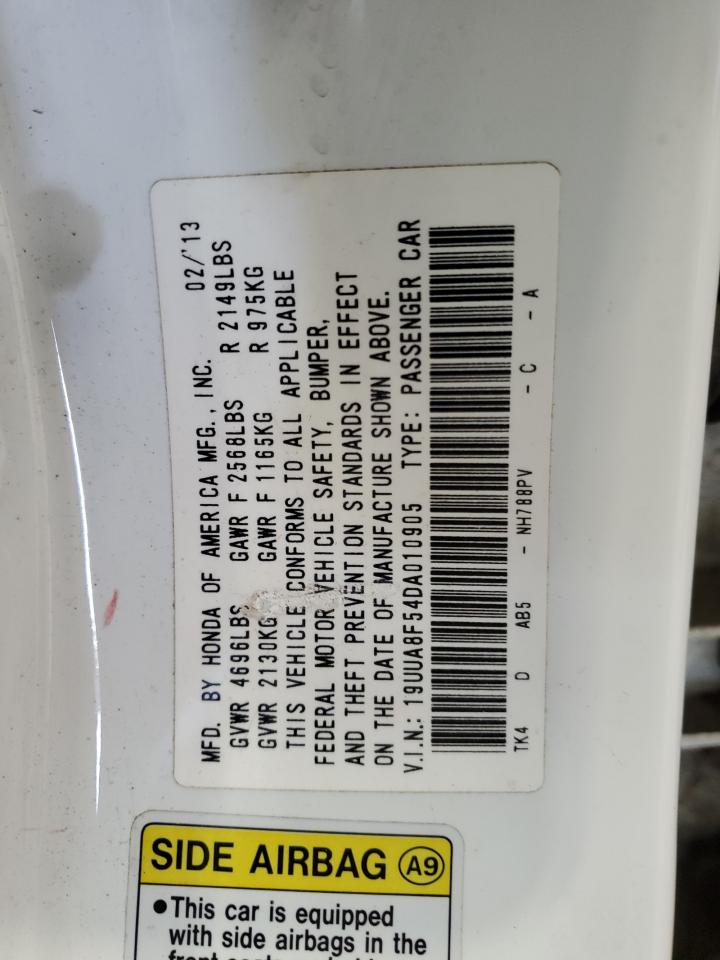 MFD. BY HONDA OF AMERICA MFG., INC. 02/'13
GVWR 4696LBS GAWR F 2568LBS R 2149LBS
GVWR 2130KG GAWR F 1165KG R 975KG
THIS VEHICLE CONFORMS TO ALL APPLICABLE
FEDERAL MOTOR VEHICLE SAFETY, BUMPER,
AND THEFT PREVENTION STANDARDS IN EFFECT
ON THE DATE OF MANUFACTURE SHOWN ABOVE.
V.I.N.: 19UUA8F54DA010905 TYPE: PASSENGER CAR
TK4 D AB5 - NH788PV - C - A
SIDE AIRBAG A9
●This car is equipped
with side airbags in the